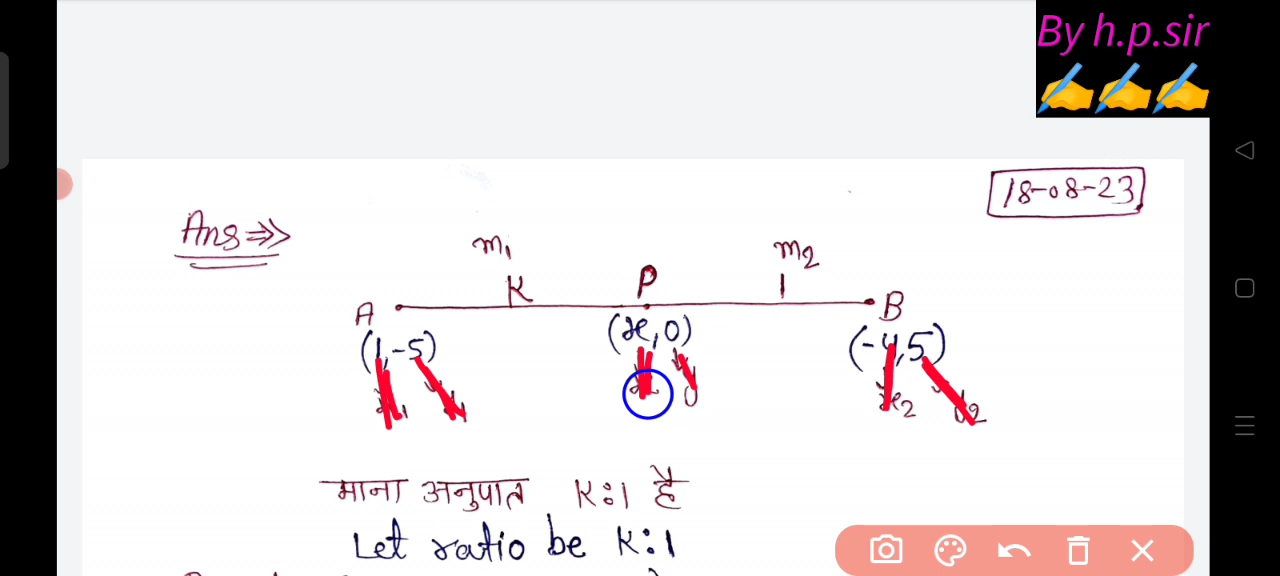 By h.p.sir
18-08-23
Ans
m₁ m₂
K P 1
A B
(1,-5) (x,0) (-4,5)
x₁ y₁ x y x₂ y₂
माना अनुपात K:1 है
Let ratio be K:1